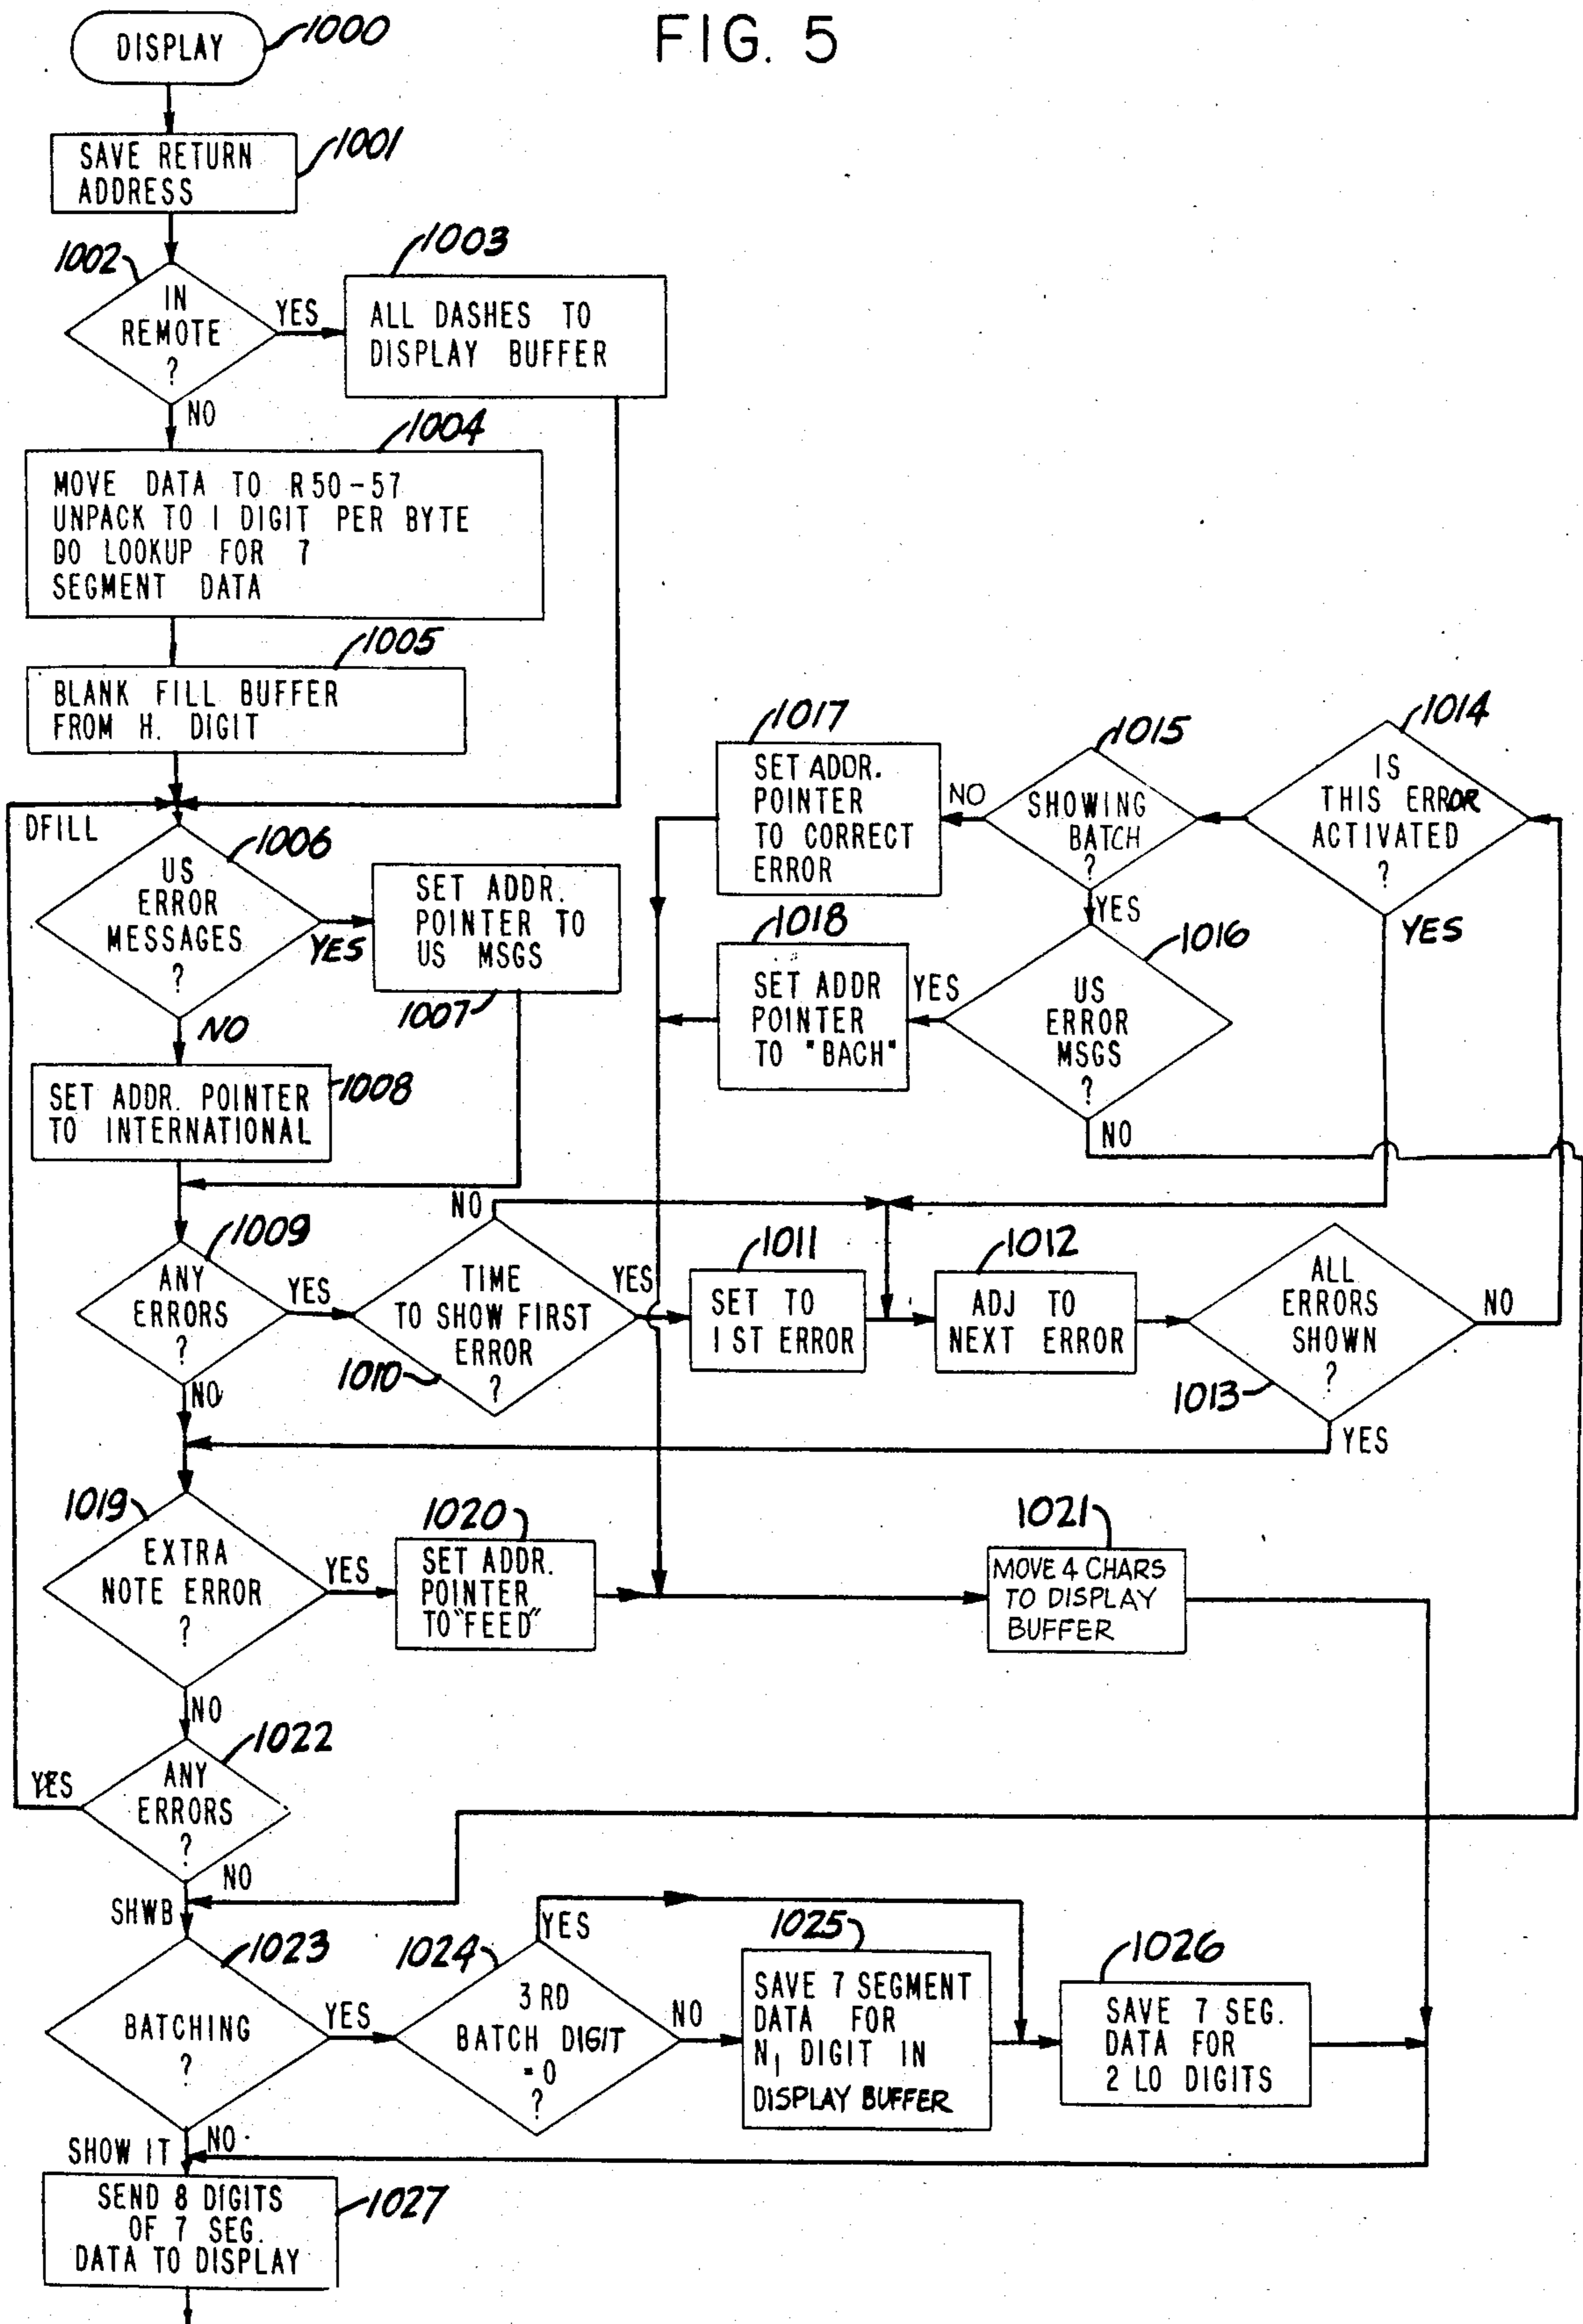 FIG. 5
DISPLAY
1000
SAVE RETURN
ADDRESS
1001
1002
IN
REMOTE
?
YES
NO
1003
ALL DASHES TO
DISPLAY BUFFER
1004
MOVE DATA TO R50-57
UNPACK TO 1 DIGIT PER BYTE
DO LOOKUP FOR 7
SEGMENT DATA
1005
BLANK FILL BUFFER
FROM H. DIGIT
DFILL
1006
US
ERROR
MESSAGES
?
YES
NO
SET ADDR.
POINTER TO
US MSGS
1007
1008
SET ADDR. POINTER
TO INTERNATIONAL
1017
SET ADDR.
POINTER
TO CORRECT
ERROR
NO
1015
SHOWING
BATCH
?
YES
1014
IS
THIS ERROR
ACTIVATED
?
YES
1018
SET ADDR
POINTER
TO "BACH"
YES
1016
US
ERROR
MSGS
?
NO
1009
ANY
ERRORS
?
YES
NO
NO
TIME
TO SHOW FIRST
ERROR
?
1010
YES
1011
SET TO
1 ST ERROR
1012
ADJ TO
NEXT ERROR
ALL
ERRORS
SHOWN
?
1013
NO
YES
1019
EXTRA
NOTE ERROR
?
YES
NO
1020
SET ADDR.
POINTER
TO "FEED"
1021
MOVE 4 CHARS
TO DISPLAY
BUFFER
1022
ANY
ERRORS
?
YES
NO
SHWB
1023
BATCHING
?
YES
NO
1024
3 RD
BATCH DIGIT
=0
?
YES
NO
1025
SAVE 7 SEGMENT
DATA FOR
N1 DIGIT IN
DISPLAY BUFFER
1026
SAVE 7 SEG.
DATA FOR
2 LO DIGITS
SHOW IT
1027
SEND 8 DIGITS
OF 7 SEG.
DATA TO DISPLAY